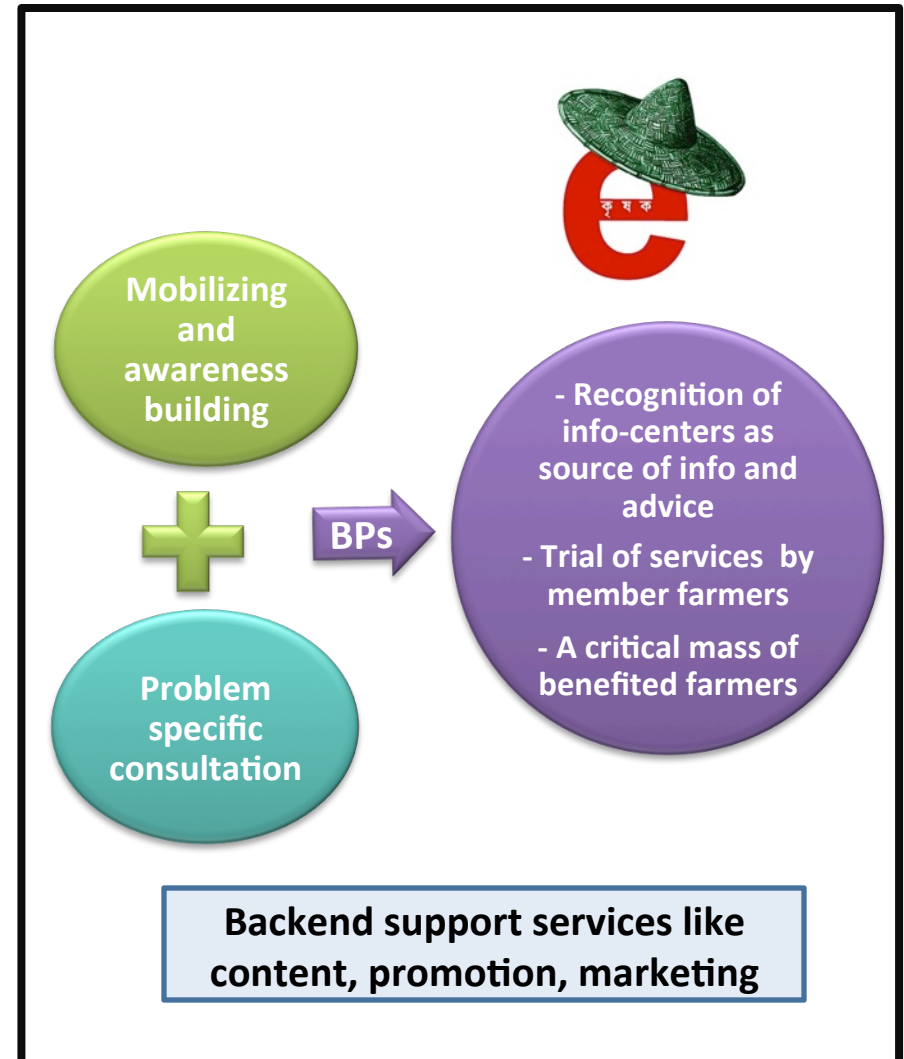 কৃষক
e
Mobilizing
and
awareness
building
Problem
specific
consultation
BPs
- Recognition of
info-centers as
source of info and
advice
- Trial of services by
member farmers
- A critical mass of
benefited farmers
Backend support services like
content, promotion, marketing